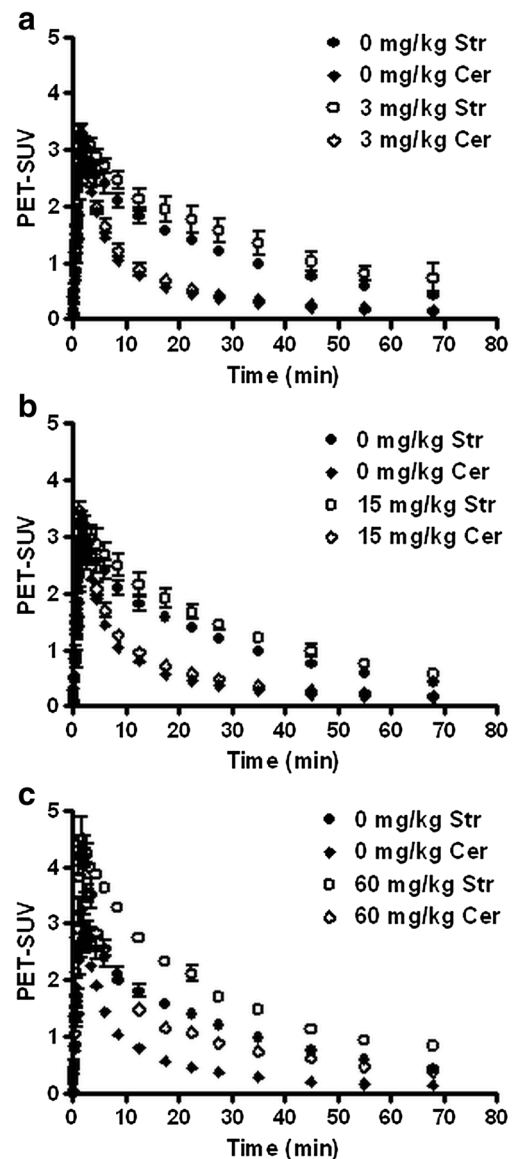 a
5
4
3
2
1
0
PET-SUV
0 mg/kg Str
0 mg/kg Cer
3 mg/kg Str
3 mg/kg Cer
0 10 20 30 40 50 60 70 80
Time (min)
b
5
4
3
2
1
0
PET-SUV
0 mg/kg Str
0 mg/kg Cer
15 mg/kg Str
15 mg/kg Cer
0 10 20 30 40 50 60 70 80
Time (min)
c
5
4
3
2
1
0
PET-SUV
0 mg/kg Str
0 mg/kg Cer
60 mg/kg Str
60 mg/kg Cer
0 10 20 30 40 50 60 70 80
Time (min)